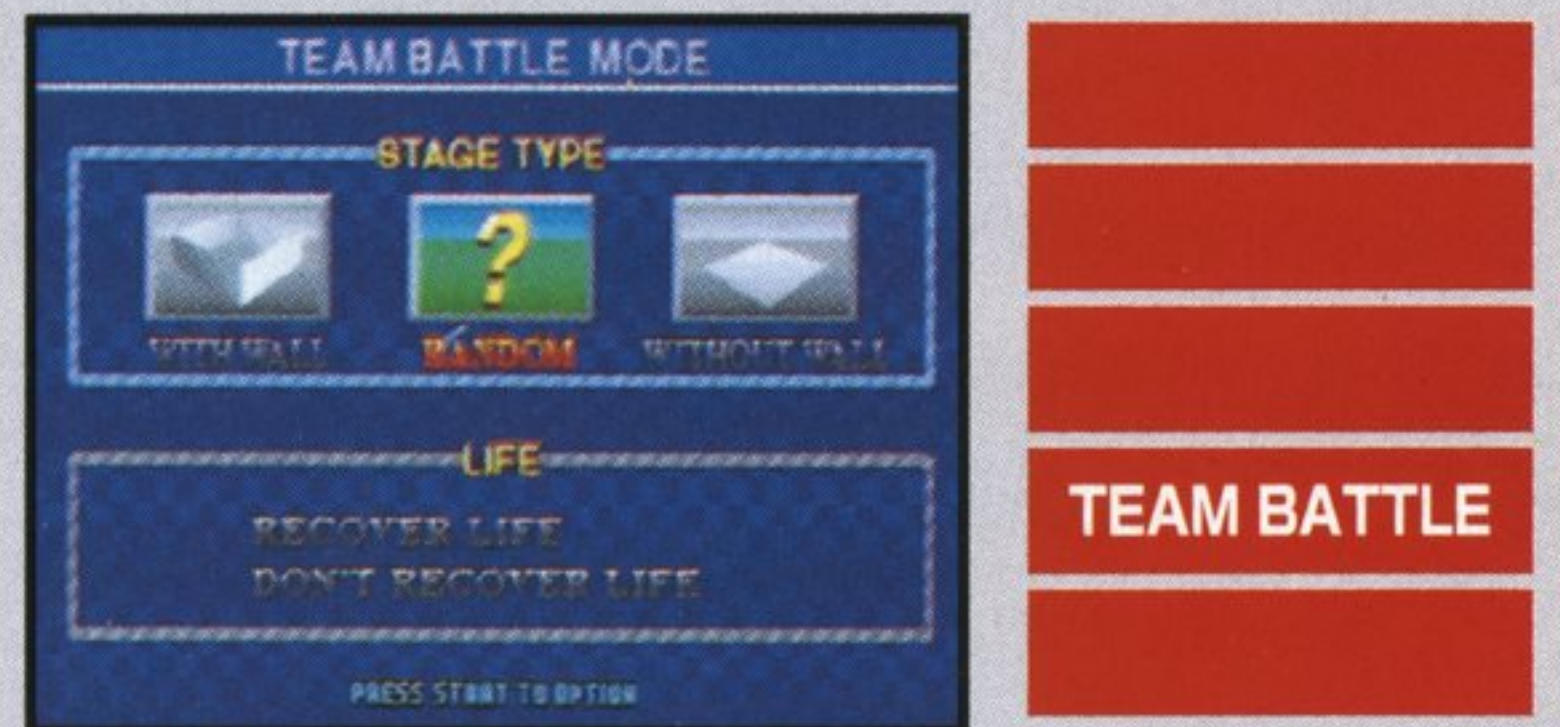 TEAM BATTLE MODE
STAGE TYPE
WITH WALL RANDOM WITHOUT WALL
LIFE
RECOVER LIFE
DON'T RECOVER LIFE
PRESS START TO OPTION
TEAM BATTLE